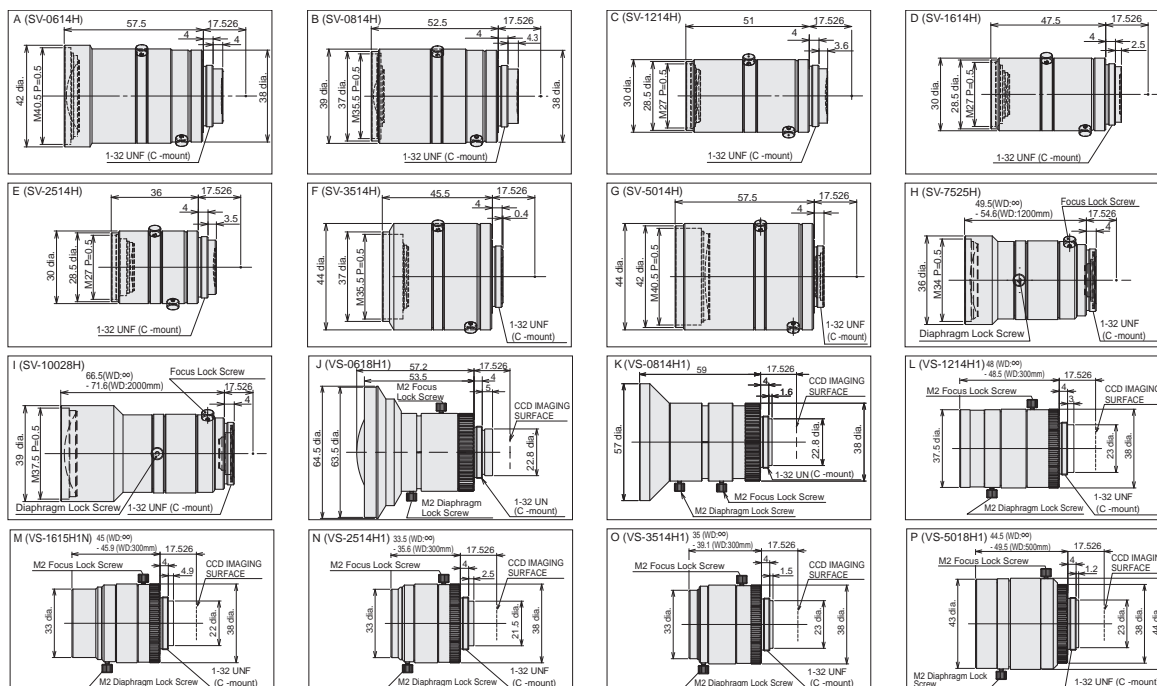 A (SV-0614H)
57.5
17.526
4
4
42 dia.
M40.5 P=0.5
38 dia.
1-32 UNF (C -mount)
B (SV-0814H)
52.5
17.526
4
4.3
39 dia.
37 dia.
M35.5 P=0.5
38 dia.
1-32 UNF (C -mount)
C (SV-1214H)
51
17.526
4
3.6
30 dia.
28.5 dia.
M27 P=0.5
1-32 UNF (C -mount)
D (SV-1614H)
47.5
17.526
4
2.5
30 dia.
28.5 dia.
M27 P=0.5
1-32 UNF (C -mount)
E (SV-2514H)
36
17.526
4
3.5
30 dia.
28.5 dia.
M27 P=0.5
1-32 UNF (C -mount)
F (SV-3514H)
45.5
17.526
4
0.4
44 dia.
37 dia.
M35.5 P=0.5
1-32 UNF
(C -mount)
G (SV-5014H)
57.5
17.526
4
44 dia.
42 dia.
M40.5 P=0.5
1-32 UNF
(C -mount)
H (SV-7525H)
49.5(WD:∞)
- 54.6(WD:1200mm)
Focus Lock Screw
17.526
4
36 dia.
M34 P=0.5
Diaphragm Lock Screw
1-32 UNF
(C -mount)
I (SV-10028H)
66.5(WD:∞)
- 71.6(WD:2000mm)
Focus Lock Screw
17.526
4
39 dia.
M37.5 P=0.5
Diaphragm Lock Screw
1-32 UNF (C -mount)
J (VS-0618H1)
57.2
17.526
53.5
4
5
M2 Focus
Lock Screw
CCD IMAGING
SURFACE
64.5 dia.
63.5 dia.
22.8 dia.
M2 Diaphragm
Lock Screw
1-32 UN
(C -mount)
K (VS-0814H1)
59
17.526
4
1.6
CCD IMAGING
SURFACE
57 dia.
22.8 dia.
38 dia.
1-32 UN (C -mount)
M2 Focus Lock Screw
M2 Diaphragm Lock Screw
L (VS-1214H1) 48 (WD:∞)
- 48.5 (WD:300mm)
17.526
M2 Focus Lock Screw
4
3
CCD IMAGING
SURFACE
37.5 dia.
23 dia.
38 dia.
1-32 UNF
(C -mount)
M2 Diaphragm Lock Screw
M (VS-1615H1N) 45 (WD:∞)
- 45.9 (WD:300mm)
17.526
M2 Focus Lock Screw
4
4.9
CCD IMAGING
SURFACE
33 dia.
2.2 dia.
38 dia.
M2 Diaphragm Lock Screw
1-32 UNF
(C -mount)
N (VS-2514H1) 33.5 (WD:∞)
- 35.6 (WD:300mm)
17.526
M2 Focus Lock Screw
4
2.5
CCD IMAGING
SURFACE
33 dia.
21.5 dia.
38 dia.
M2 Diaphragm Lock Screw
1-32 UNF
(C -mount)
O (VS-3514H1) 35 (WD:∞)
- 39.1 (WD:300mm)
17.526
M2 Focus Lock Screw
4
1.5
CCD IMAGING
SURFACE
33 dia.
23 dia.
38 dia.
M2 Diaphragm Lock Screw
1-32 UNF
(C -mount)
P (VS-5018H1) 44.5 (WD:∞)
- 49.5 (WD:500mm)
17.526
M2 Focus Lock Screw
4
1.2
CCD IMAGING
SURFACE
43 dia.
23 dia.
38 dia.
44 dia.
M2 Diaphragm Lock
Screw
1-32 UNF (C -mount)